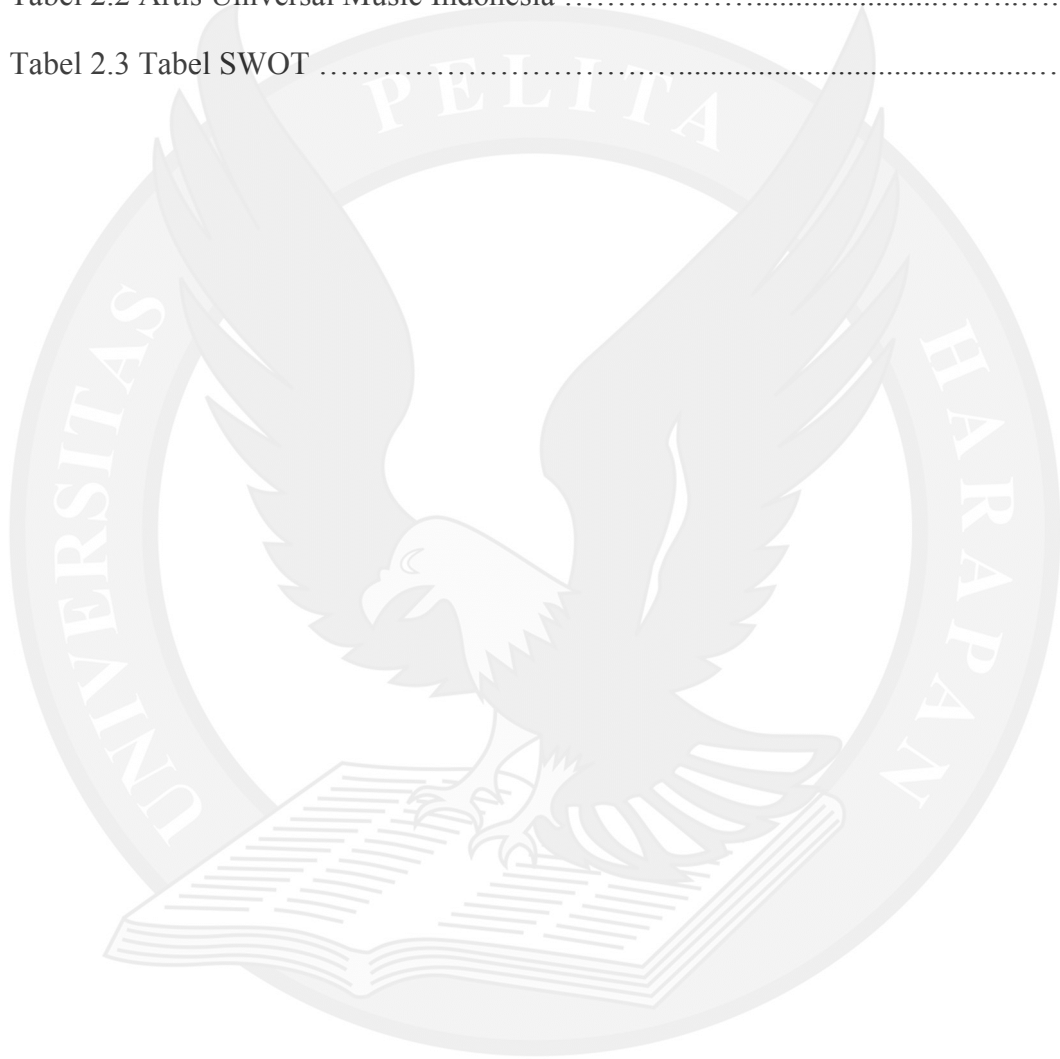 Tabel 2.2 Artis Universal Music Indonesia ………………......................……..….
Tabel 2.3 Tabel SWOT ……………………….….........................................….
UNIVERSITAS PELITA HARAPAN